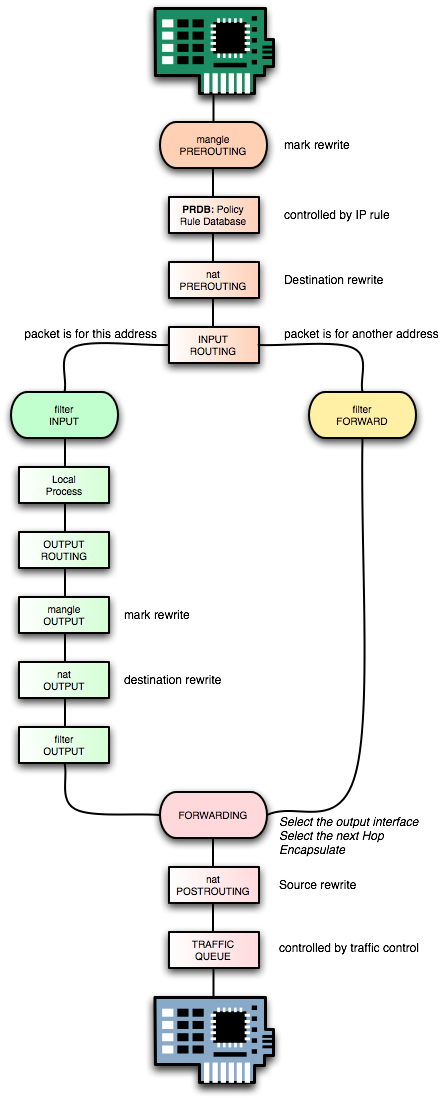 mangle
PREROUTING
mark rewrite
PRDB: Policy
Rule Database
controlled by IP rule
nat
PREROUTING
Destination rewrite
packet is for this address
INPUT
ROUTING
packet is for another address
filter
INPUT
filter
FORWARD
Local
Process
OUTPUT
ROUTING
mangle
OUTPUT
mark rewrite
nat
OUTPUT
destination rewrite
filter
OUTPUT
FORWARDING
Select the output interface
Select the next Hop
Encapsulate
nat
POSTROUTING
Source rewrite
TRAFFIC
QUEUE
controlled by traffic control